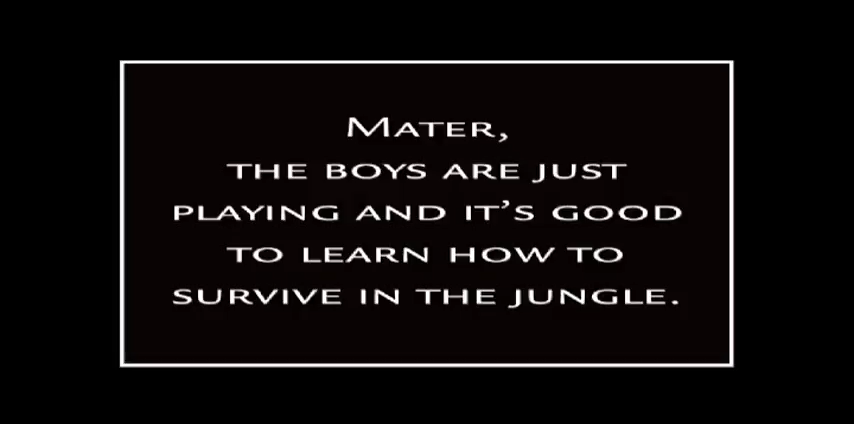 Mater,
the boys are just
playing and it's good
to learn how to
survive in the jungle.